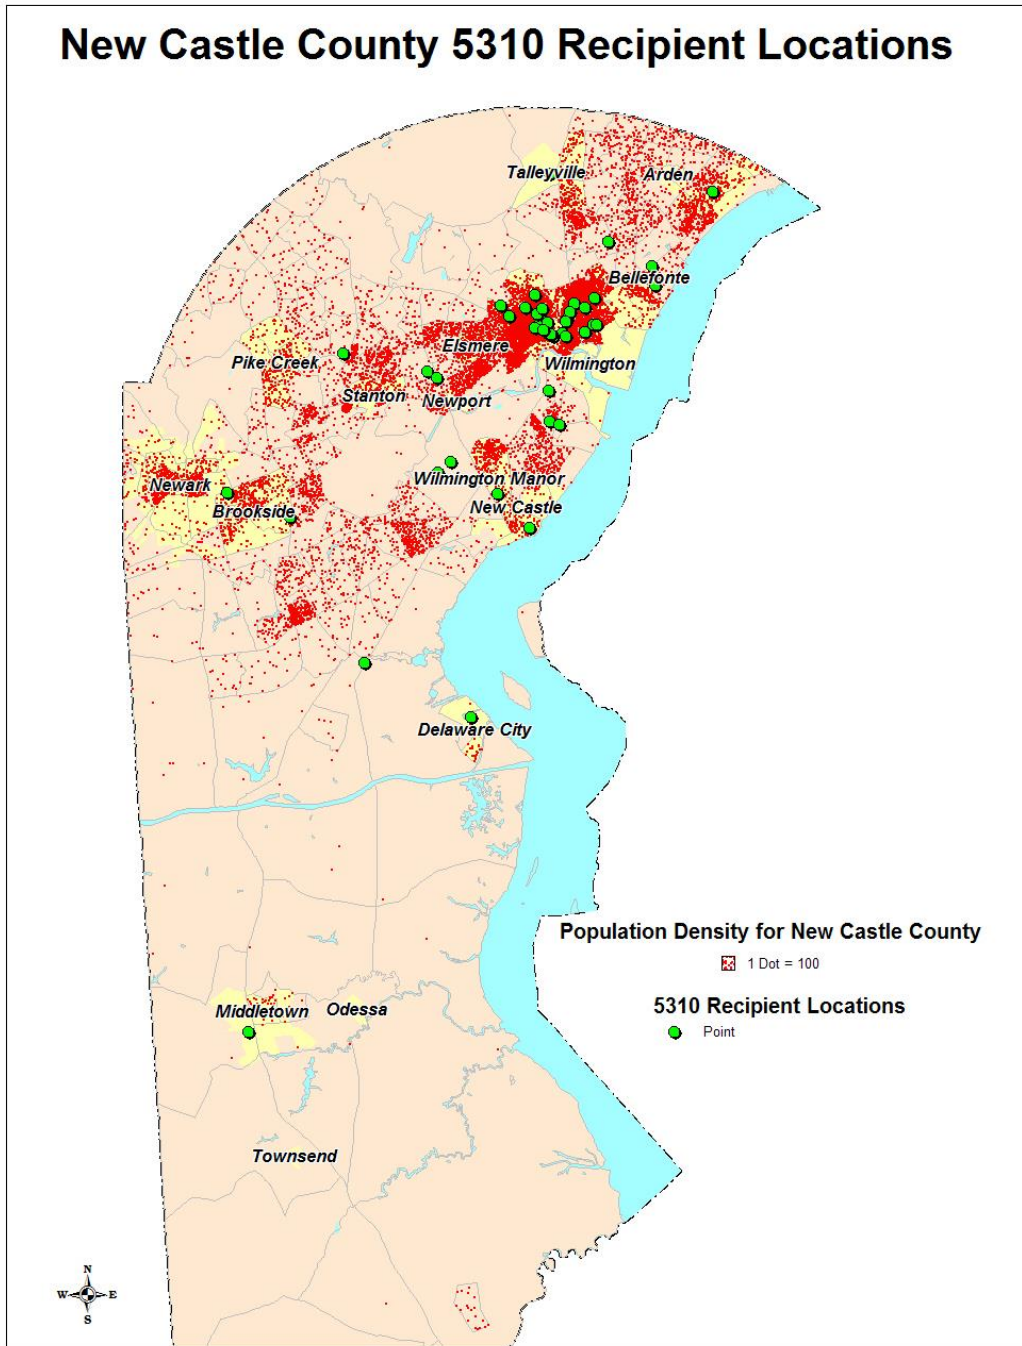 New Castle County 5310 Recipient Locations
Talleyville
Arden
Bellefonte
Elsmere
Wilmington
Pike Creek
Stanton
Newport
Newark
Brookside
Wilmington Manor
New Castle
Delaware City
Population Density for New Castle County
1 Dot = 100
5310 Recipient Locations
Point
Middletown
Odessa
Townsend
N
W E
S